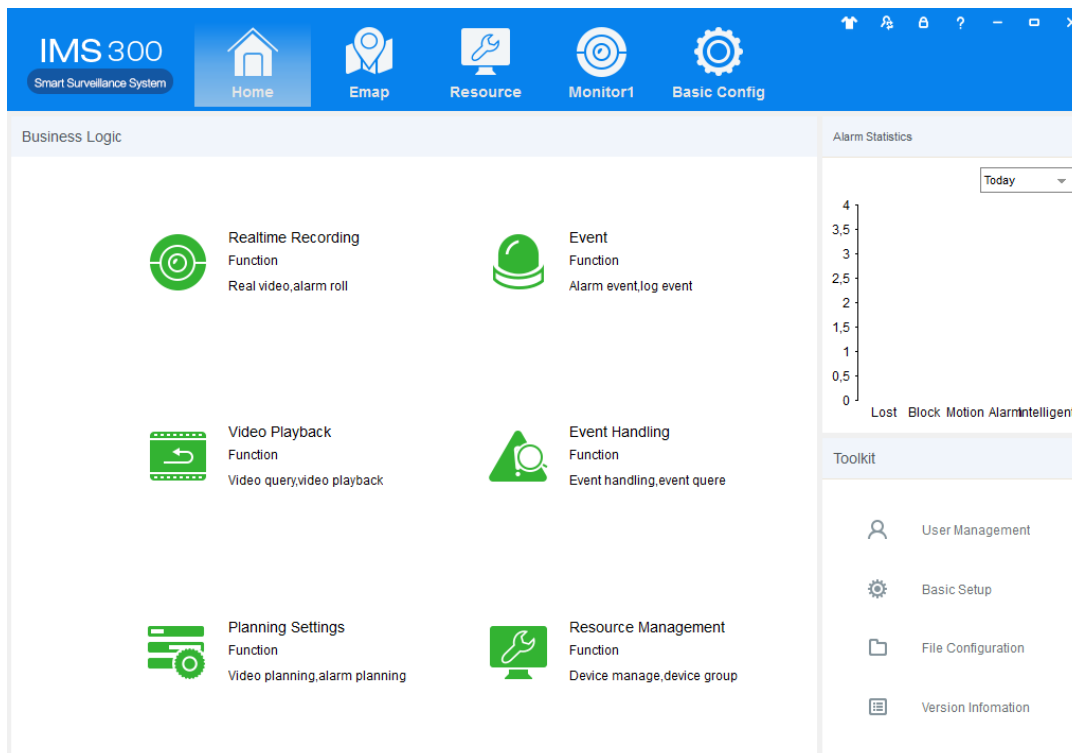 IMS 300
Smart Surveillance System
Home
Emap
Resource
Monitor1
Basic Config
?
Business Logic
Realtime Recording
Function
Real video,alarm roll
Event
Function
Alarm event,log event
Video Playback
Function
Video query,video playback
Event Handling
Function
Event handling,event quere
Planning Settings
Function
Video planning,alarm planning
Resource Management
Function
Device manage,device group
Alarm Statistics
Today
4
3,5
3
2,5
2
1,5
1
0,5
0
Lost Block Motion Alarm Intelligent
Toolkit
User Management
Basic Setup
File Configuration
Version Infomation